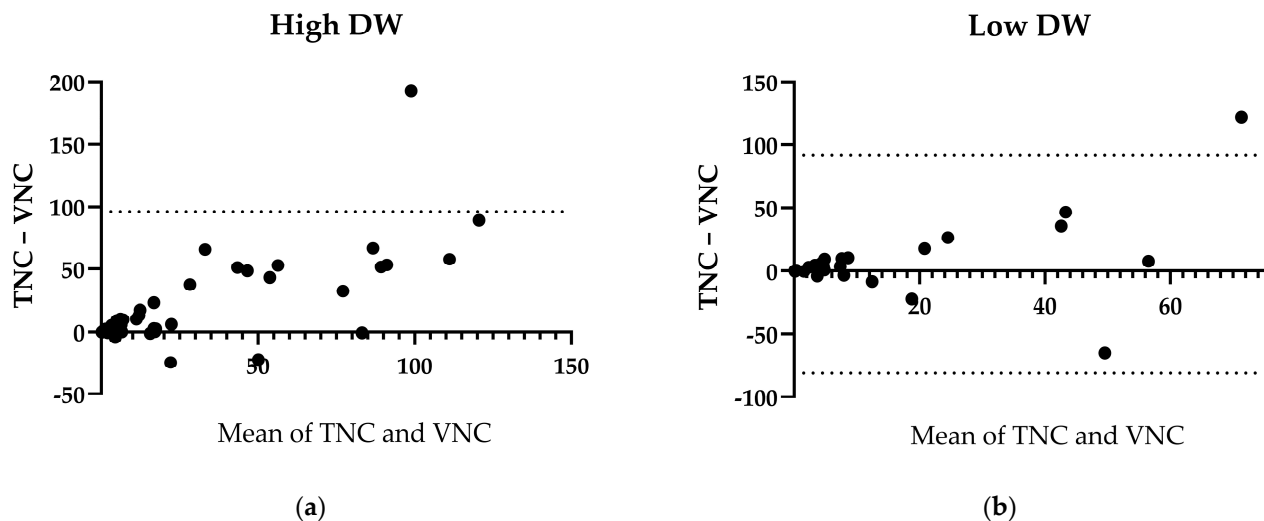 High DW
200
150
100
50
0
-50
TNC – VNC
50
100
150
Mean of TNC and VNC
(a)
Low DW
150
100
50
0
-50
-100
TNC – VNC
20
40
60
Mean of TNC and VNC
(b)